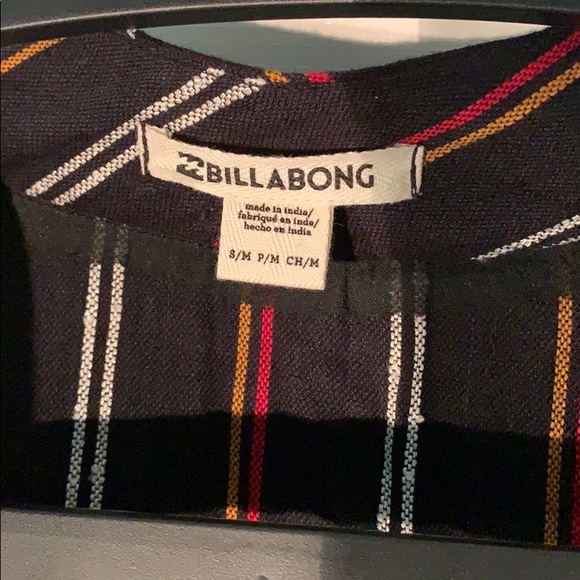 BILLABONG
made in india/
fabriqué en inde/
hecho en india
S/M P/M CH/M